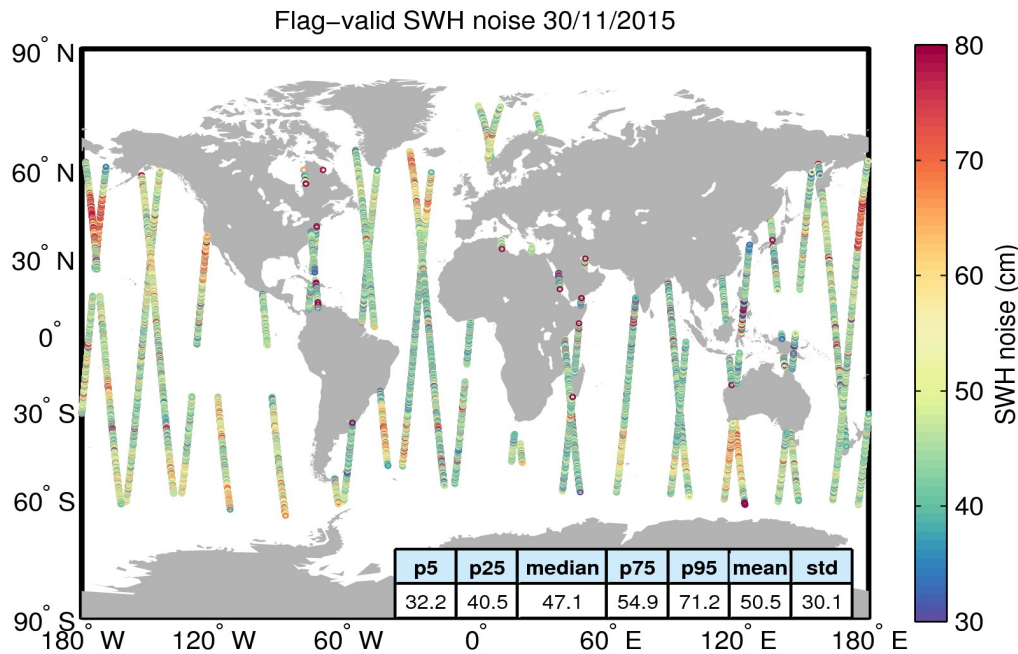 Flag−valid SWH noise 30/11/2015
90° N
60° N
30° N
0°
30° S
60° S
90° S
180° W
120° W
60° W
0°
60° E
120° E
180° E
80
70
60
50
40
30
SWH noise (cm)
p5 p25 median p75 p95 mean std
32.2 40.5 47.1 54.9 71.2 50.5 30.1